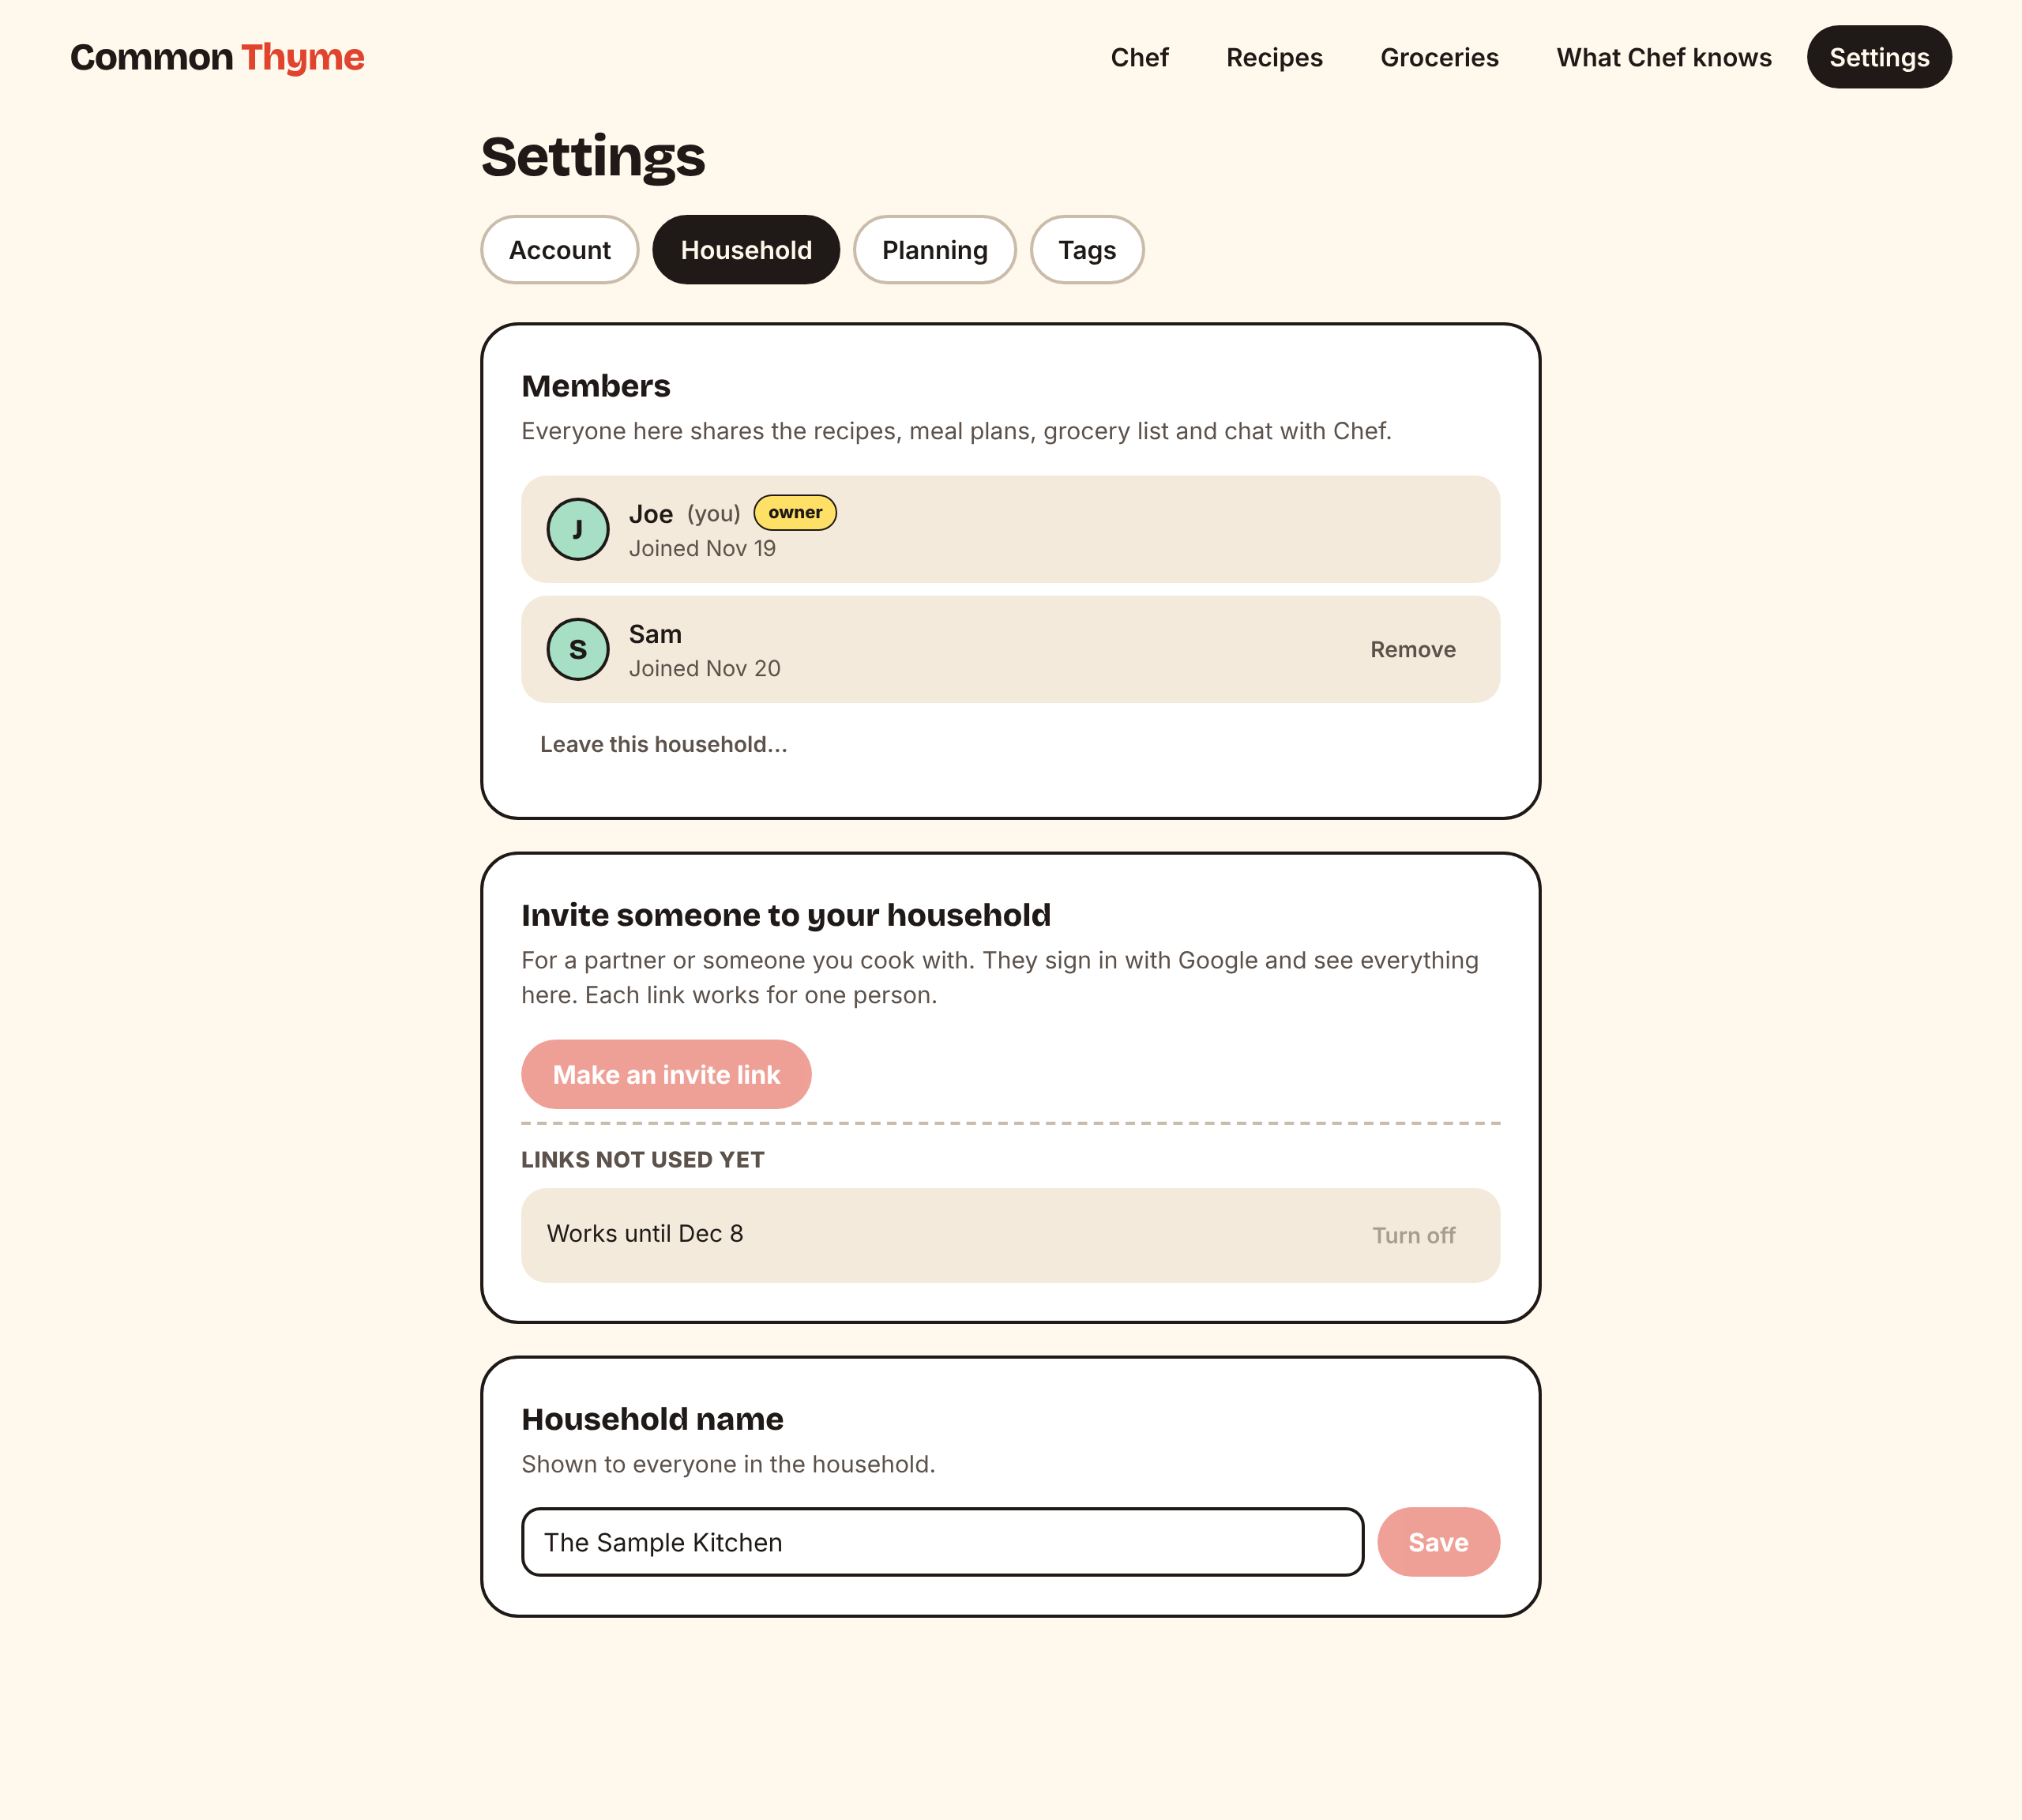 Common Thyme
Chef
Recipes
Groceries
What Chef knows
Settings
Settings
Account
Household
Planning
Tags
Members
Everyone here shares the recipes, meal plans, grocery list and chat with Chef.
J
Joe (you) owner
Joined Nov 19
S
Sam
Joined Nov 20
Remove
Leave this household...
Invite someone to your household
For a partner or someone you cook with. They sign in with Google and see everything
here. Each link works for one person.
Make an invite link
LINKS NOT USED YET
Works until Dec 8
Turn off
Household name
Shown to everyone in the household.
The Sample Kitchen
Save